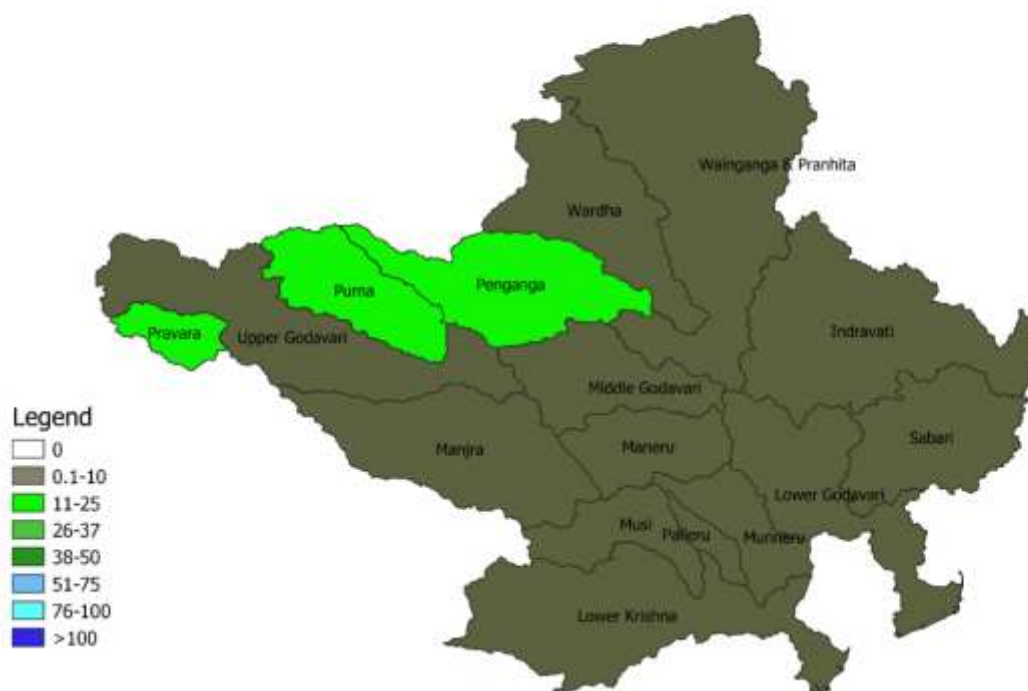 Wainganga & Pranhita
Wardha
Penganga
Purna
Pravara
Upper Godavari
Indravati
Middle Godavari
Manjra
Maneru
Sabari
Lower Godavari
Musi
Palleru
Munneru
Lower Krishna
Legend
0
0.1-10
11-25
26-37
38-50
51-75
76-100
>100